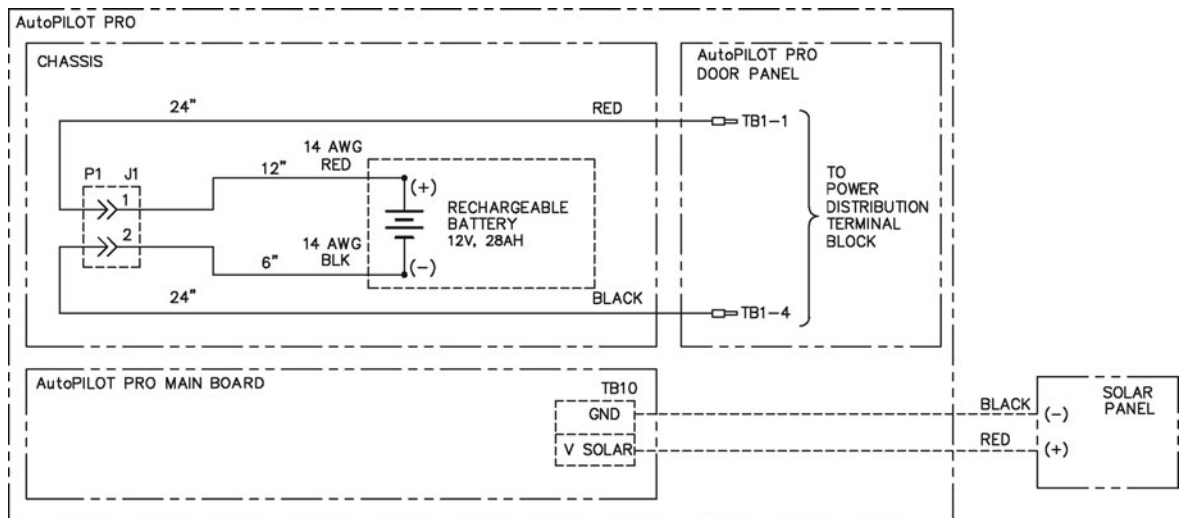 AutoPILOT PRO
CHASSIS
AutoPILOT PRO
DOOR PANEL
24”
RED
TB1-1
14 AWG
RED
12”
P1 J1
1
2
(+)
RECHARGEABLE
BATTERY
12V, 28AH
(-)
14 AWG
BLK
6”
24”
BLACK
TB1-4
TO
POWER
DISTRIBUTION
TERMINAL
BLOCK
AutoPILOT PRO MAIN BOARD
TB10
GND
V SOLAR
BLACK
RED
(-)
(+)
SOLAR
PANEL